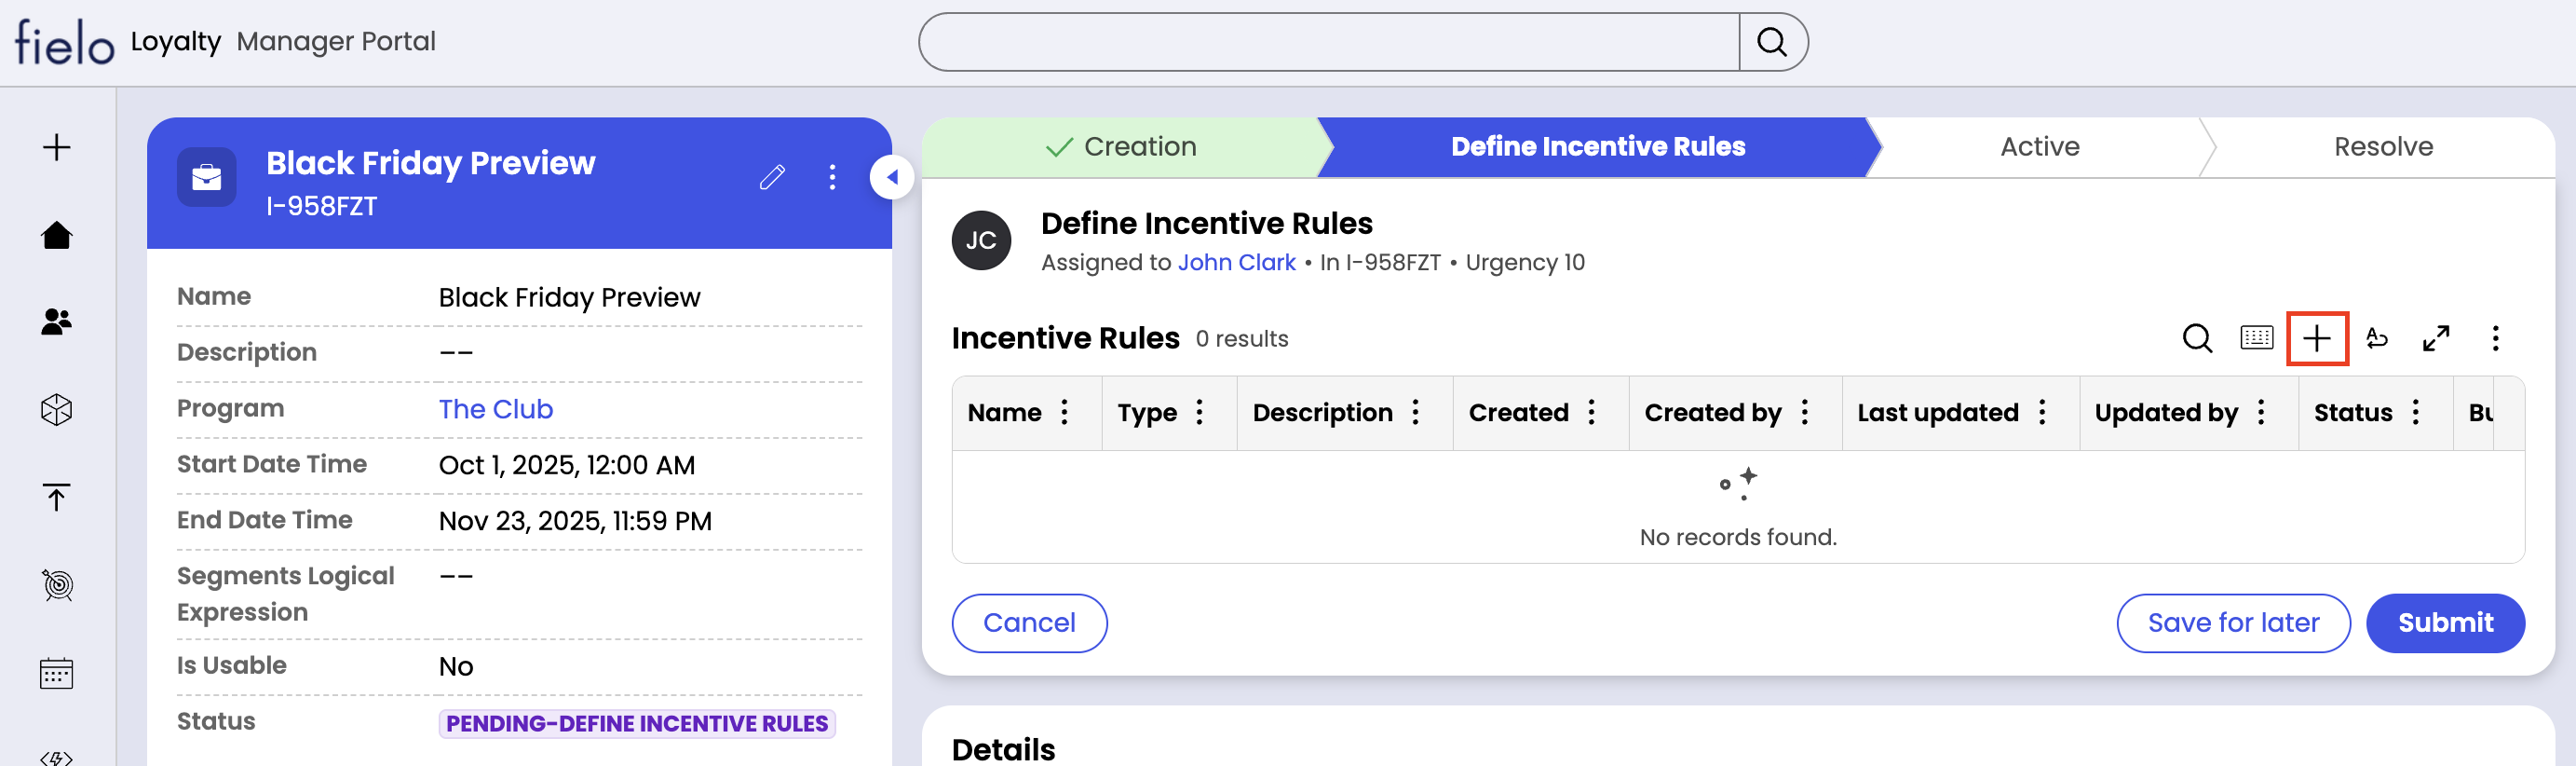 fielo Loyalty Manager Portal
Black Friday Preview
I-958FZT
Name Black Friday Preview
Description ––
Program The Club
Start Date Time Oct 1, 2025, 12:00 AM
End Date Time Nov 23, 2025, 11:59 PM
Segments Logical Expression ––
Is Usable No
Status PENDING-DEFINE INCENTIVE RULES
Creation Define Incentive Rules Active Resolve
JC
Define Incentive Rules
Assigned to John Clark • In I-958FZT • Urgency 10
Incentive Rules 0 results
Name Type Description Created Created by Last updated Updated by Status
No records found.
Cancel Save for later Submit
Details